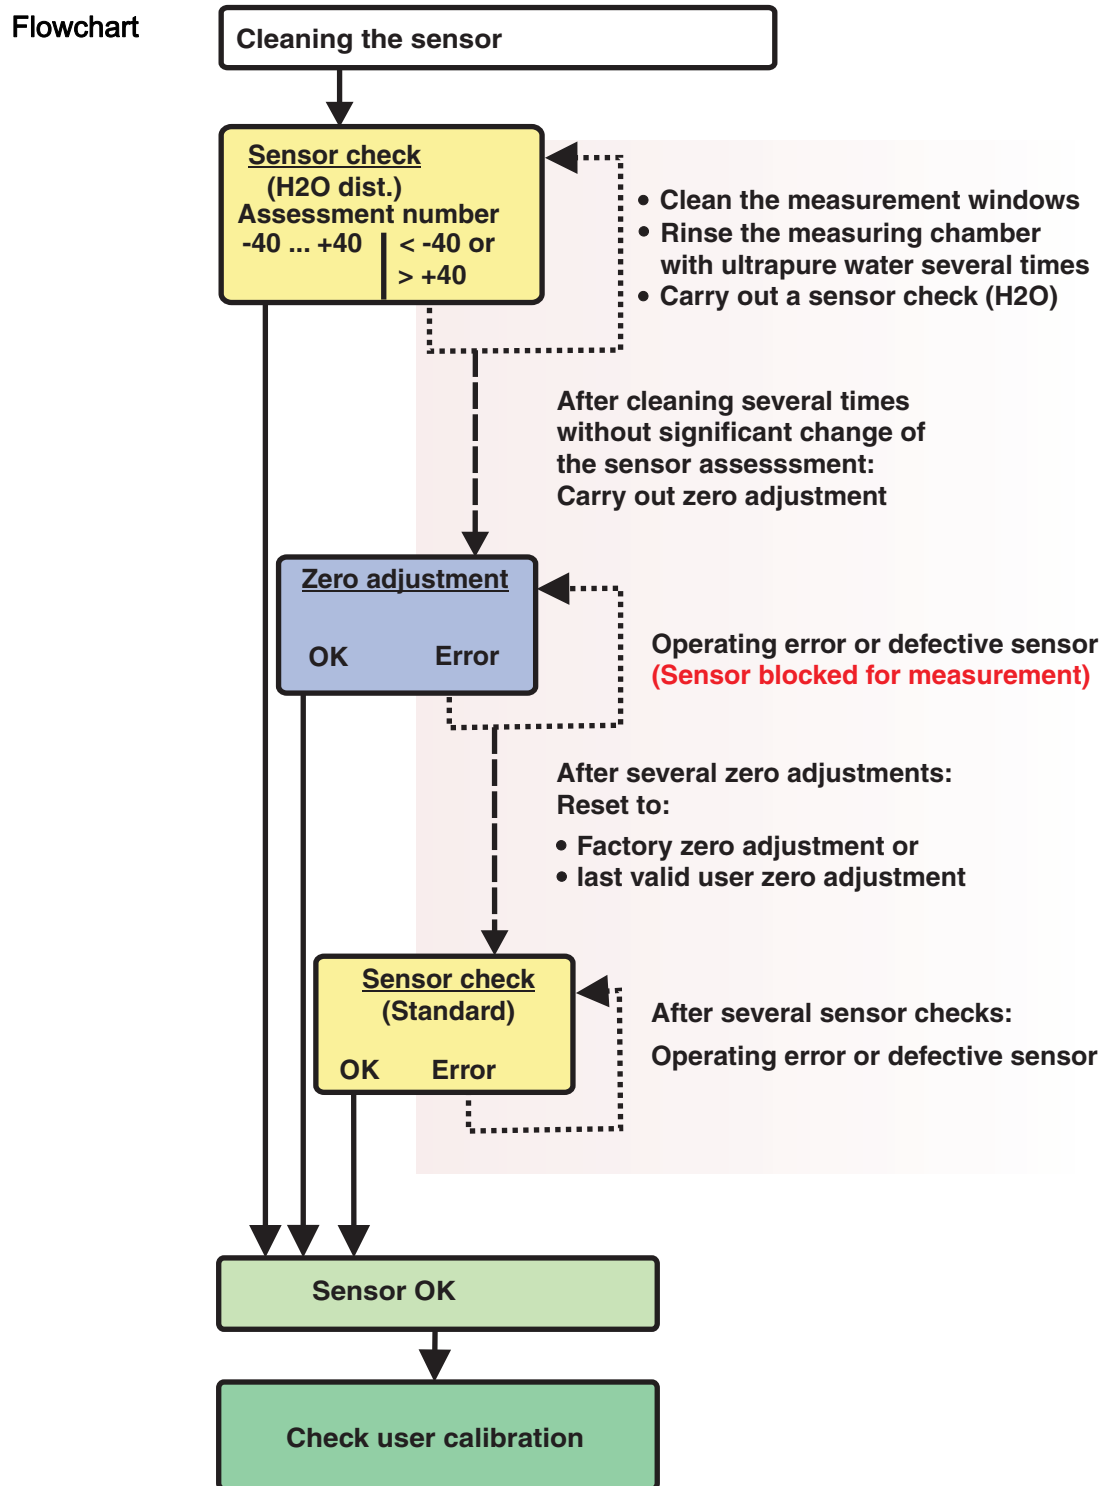 Flowchart
Cleaning the sensor
Sensor check
(H2O dist.)
Assessment number
-40 ... +40 < -40 or
> +40
• Clean the measurement windows
• Rinse the measuring chamber
with ultrapure water several times
• Carry out a sensor check (H2O)
After cleaning several times
without significant change of
the sensor assesssment:
Carry out zero adjustment
Zero adjustment
OK Error
Operating error or defective sensor
(Sensor blocked for measurement)
After several zero adjustments:
Reset to:
• Factory zero adjustment or
• last valid user zero adjustment
Sensor check
(Standard)
OK Error
After several sensor checks:
Operating error or defective sensor
Sensor OK
Check user calibration